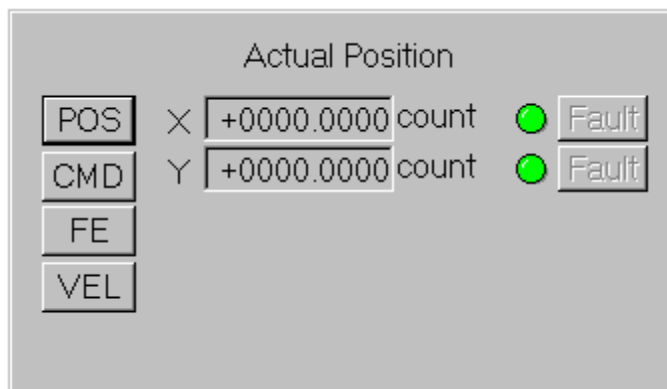 Actual Position
POS X +0000.0000 count Fault
CMD Y +0000.0000 count Fault
FE
VEL